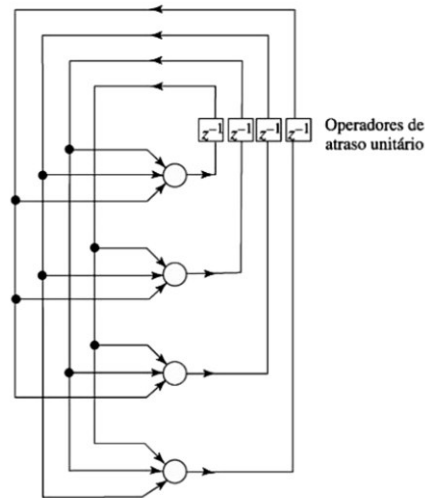 z⁻¹ z⁻¹ z⁻¹ z⁻¹
Operadores de
atraso unitário